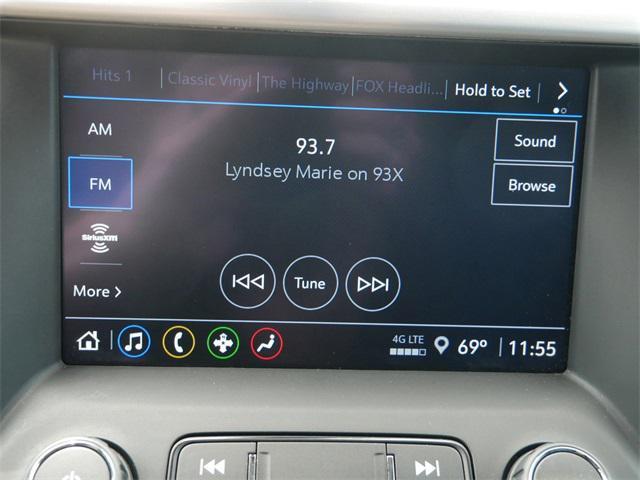 Hits 1 Classic Vinyl The Highway FOX Headli... Hold to Set
AM
93.7
Sound
FM
Lyndsey Marie on 93X
Browse
SiriusXM
More
Tune
4G LTE
69° 11:55